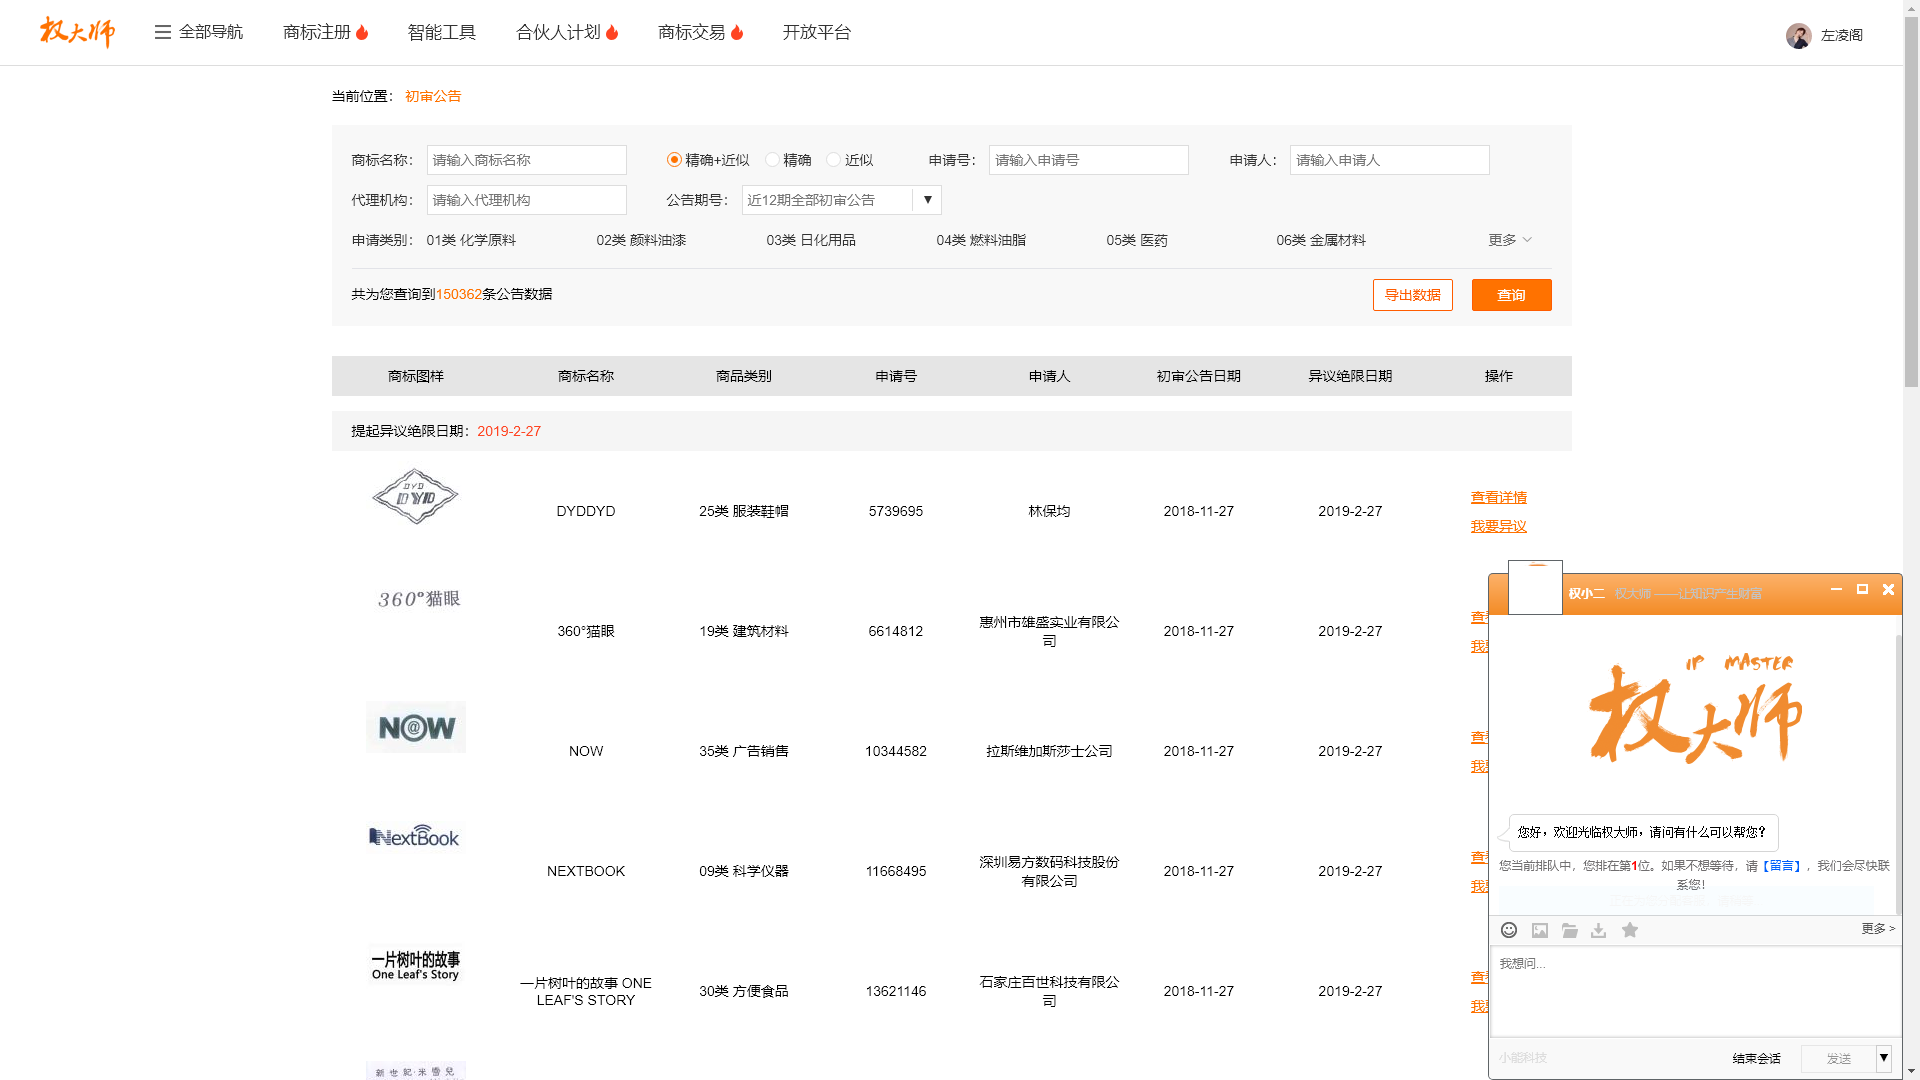 权大师 全部导航 商标注册 智能工具 合伙人计划 商标交易 开放平台 左凌阁
当前位置： 初审公告
商标名称： 请输入商标名称 精确+近似 精确 近似 申请号： 请输入申请号 申请人： 请输入申请人
代理机构： 请输入代理机构 公告期号： 近12期全部初审公告
申请类别： 01类 化学原料 02类 颜料油漆 03类 日化用品 04类 燃料油脂 05类 医药 06类 金属材料 更多
共为您查询到150362条公告数据 导出数据 查询
商标图样 商标名称 商品类别 申请号 申请人 初审公告日期 异议绝限日期 操作
提起异议绝限日期：2019-2-27
DYD
DYD
DYDDYD 25类 服装鞋帽 5739695 林保均 2018-11-27 2019-2-27
查看详情
我要异议
360°猫眼
360°猫眼 19类 建筑材料 6614812 惠州市雄盛实业有限公
司 2018-11-27 2019-2-27
查
我
NOW
NOW 35类 广告销售 10344582 拉斯维加斯莎士公司 2018-11-27 2019-2-27
查
我
NextBook
NEXTBOOK 09类 科学仪器 11668495 深圳易方数码科技股份
有限公司 2018-11-27 2019-2-27
查
我
一片树叶的故事
One Leaf's Story
一片树叶的故事 ONE
LEAF'S STORY 30类 方便食品 13621146 石家庄百世科技有限公
司 2018-11-27 2019-2-27
查
我
新世纪·米雪兒
权小二 权大师 ——让知识产生财富
IP MASTER
权大师
您好，欢迎光临权大师，请问有什么可以帮您？
您当前排队中，您排在第1位。如果不想等待，请【留言】，我们会尽快联
系您！
更多 >
我想问...
小能科技 结束会话 发送